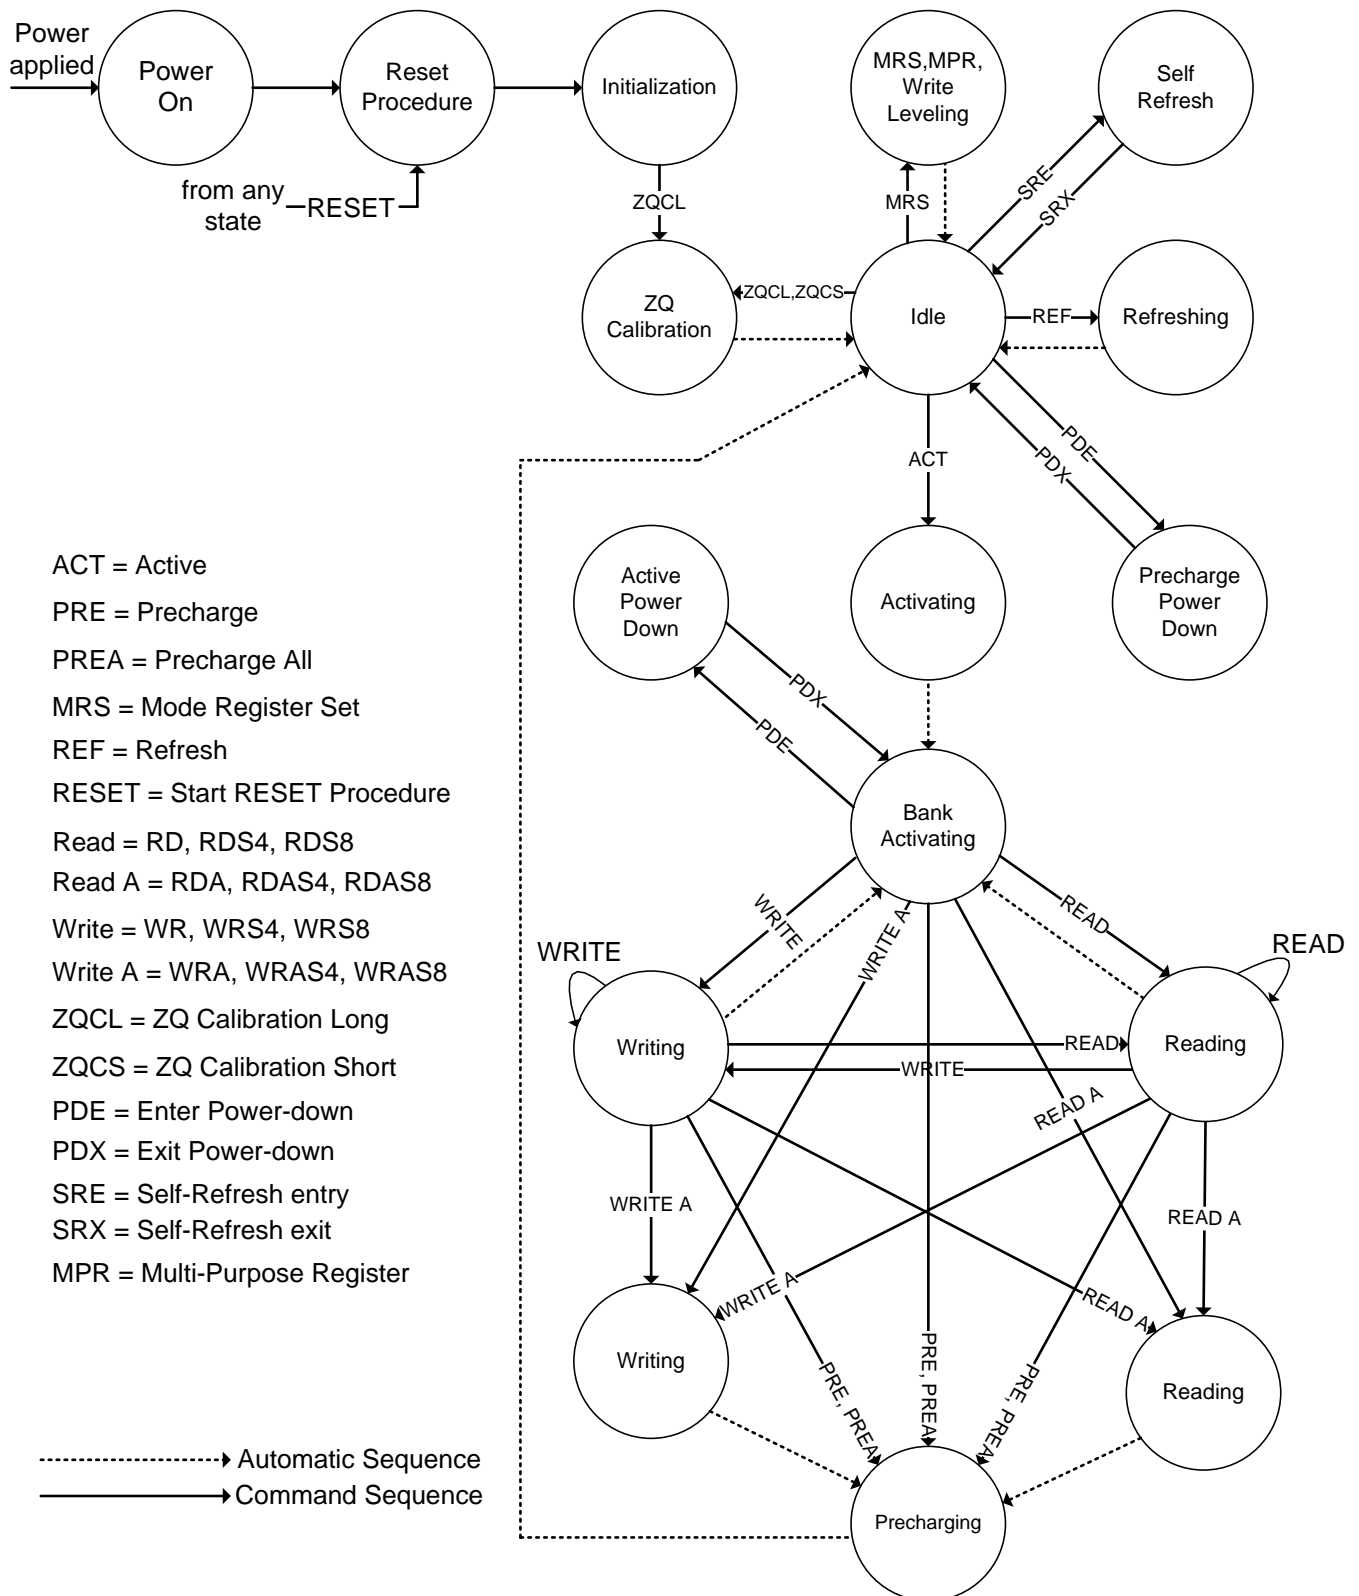 Power
applied
Power
On
Reset
Procedure
Initialization
MRS,MPR,
Write
Leveling
Self
Refresh
from any
state
RESET
ZQCL
MRS
SRE
SRX
ZQ
Calibration
ZQCL,ZQCS
Idle
REF
Refreshing
ACT
PDE
PDX
Active
Power
Down
Activating
Precharge
Power
Down
PDX
PDE
Bank
Activating
ACT = Active
PRE = Precharge
PREA = Precharge All
MRS = Mode Register Set
REF = Refresh
RESET = Start RESET Procedure
Read = RD, RDS4, RDS8
Read A = RDA, RDAS4, RDAS8
Write = WR, WRS4, WRS8
Write A = WRA, WRAS4, WRAS8
ZQCL = ZQ Calibration Long
ZQCS = ZQ Calibration Short
PDE = Enter Power-down
PDX = Exit Power-down
SRE = Self-Refresh entry
SRX = Self-Refresh exit
MPR = Multi-Purpose Register
WRITE
WRITE A
READ
WRITE
READ
Writing
READ
Reading
WRITE
READ A
WRITE A
READ A
WRITE A
READ A
Writing
PRE, PREA
PRE, PREA
PRE, PREA
Reading
Precharging
Automatic Sequence
Command Sequence